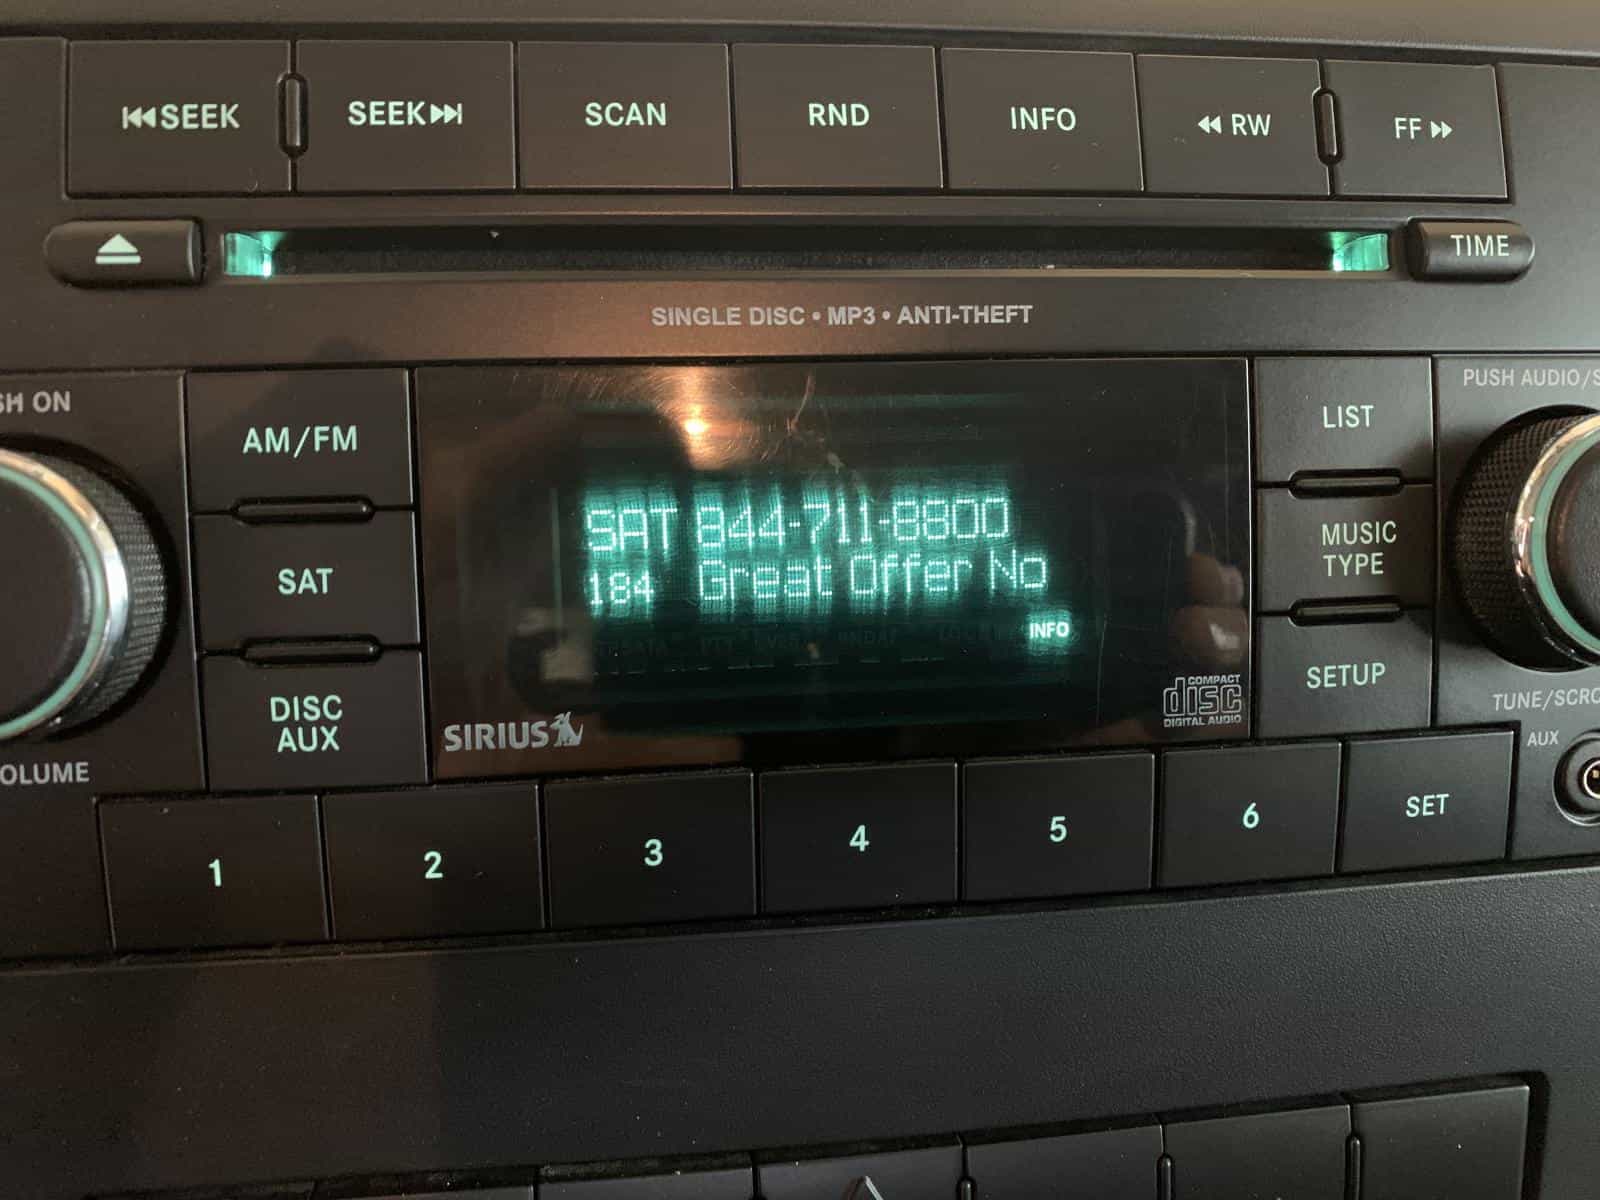 SEEK SEEK SCAN RND INFO RW FF
TIME
SINGLE DISC • MP3 • ANTI-THEFT
SH ON
PUSH AUDIO/S
AM/FM
LIST
SAT 844-711-8800
184 Great Offer No
INFO
SAT
MUSIC
TYPE
DISC
AUX
SETUP
SIRIUS
COMPACT
disc
DIGITAL AUDIO
TUNE/SCRO
AUX
OLUME
1 2 3 4 5 6 SET